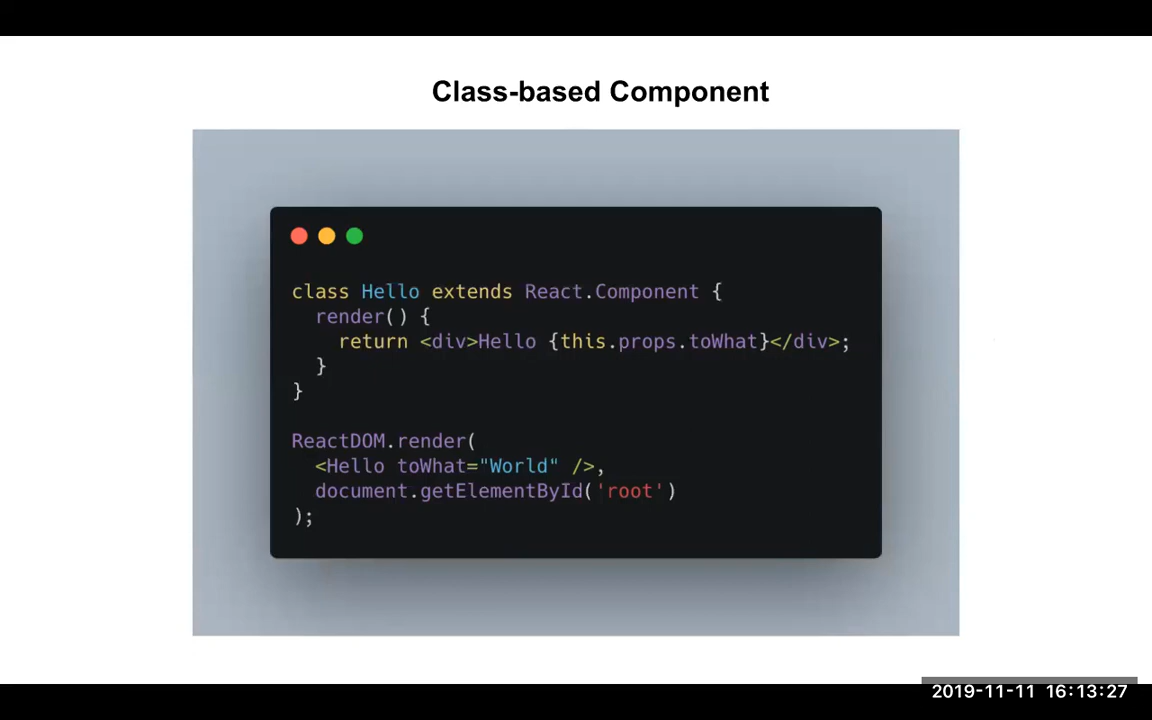 Class-based Component
class Hello extends React.Component {
  render() {
    return <div>Hello {this.props.toWhat}</div>;
  }
}
ReactDOM.render(
  <Hello toWhat="World" />,
  document.getElementById('root')
);
2019-11-11 16:13:27